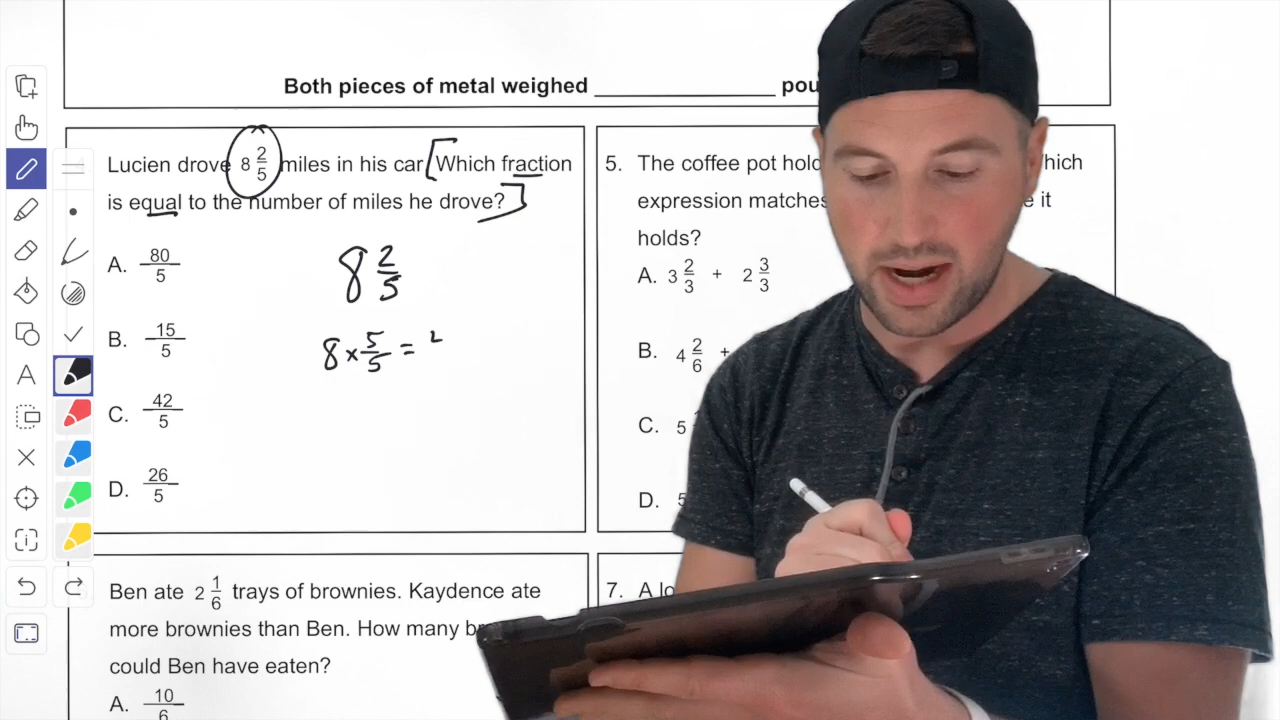 Both pieces of metal weighed ____________ pou
Lucien drove 8 2/5 miles in his car Which fraction
is equal to the number of miles he drove?
A. 80/5
B. 15/5
C. 42/5
D. 26/5
8 2/5
8 × 5/5 =
5. The coffee pot hold hich
expression matches it
holds?
A. 3 2/3 + 2 3/3
B. 4 2/6 +
C. 5
D. 5
Ben ate 2 1/6 trays of brownies. Kaydence ate
more brownies than Ben. How many b
could Ben have eaten?
A. 10/6
7. A lo
A